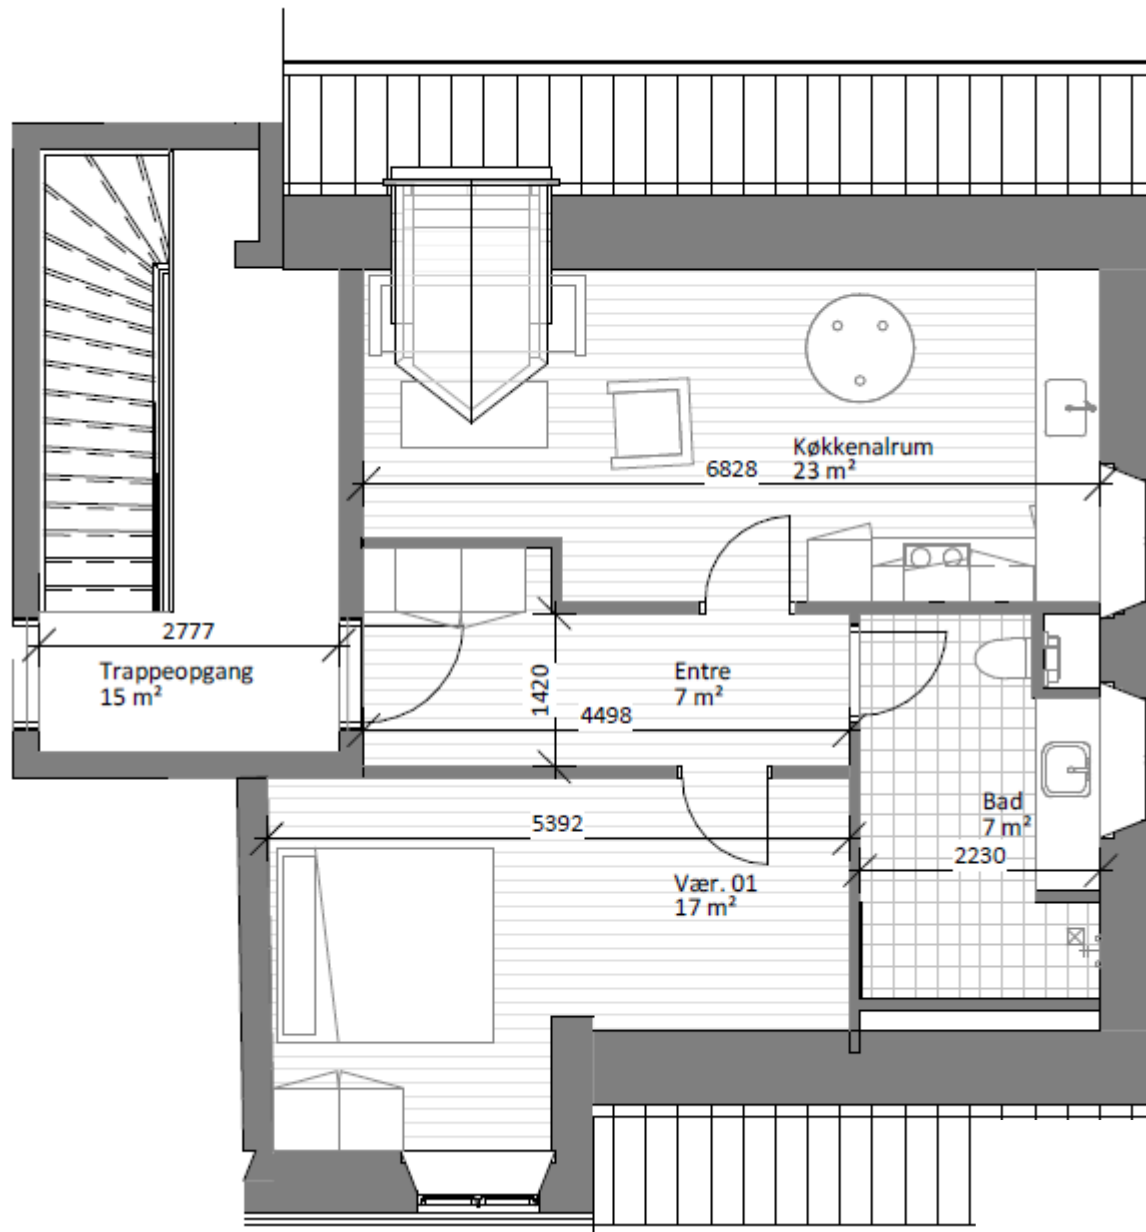 Køkkenalrum
23 m²
6828
2777
Trappeopgang
15 m²
1420
Entre
7 m²
4498
5392
Bad
7 m²
2230
Vær. 01
17 m²